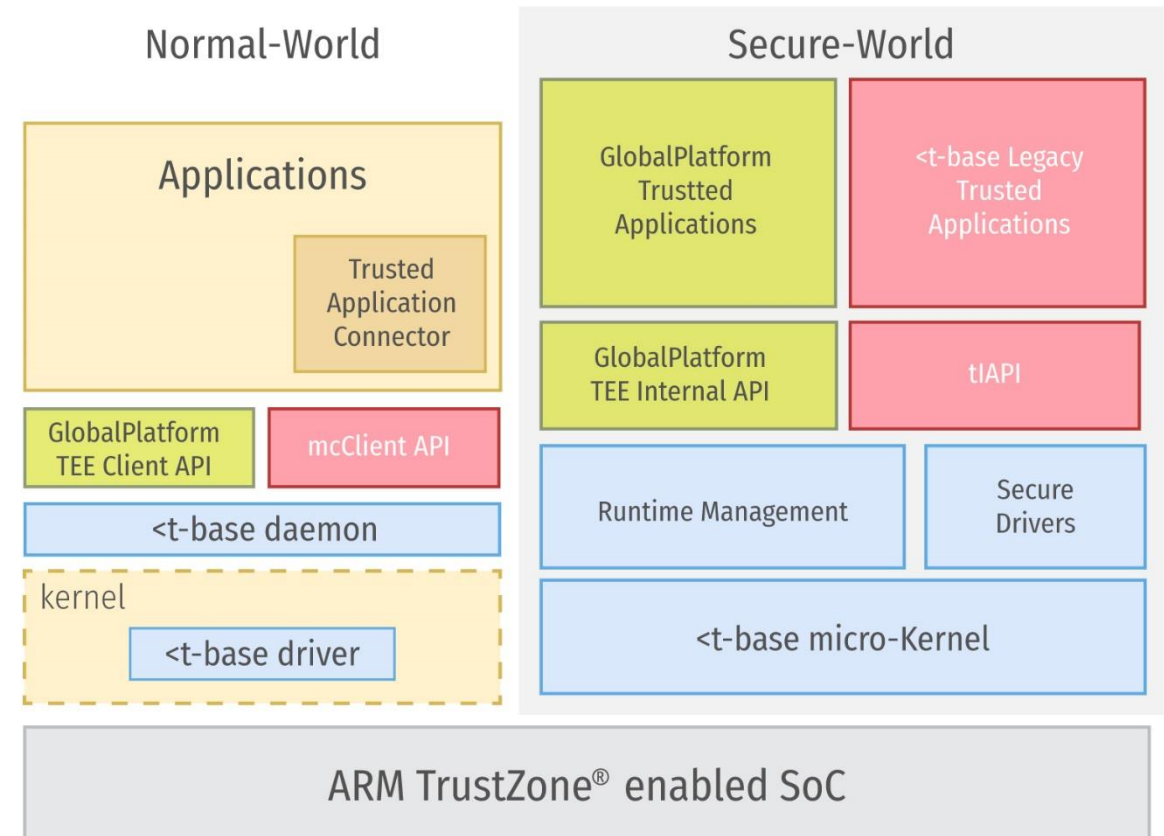 Normal-World
Applications
Trusted
Application
Connector
GlobalPlatform
TEE Client API
mcClient API
<t-base daemon
kernel
<t-base driver
Secure-World
GlobalPlatform
Trustted
Applications
<t-base Legacy
Trusted
Applications
GlobalPlatform
TEE Internal API
tlAPI
Runtime Management
Secure
Drivers
<t-base micro-Kernel
ARM TrustZone® enabled SoC